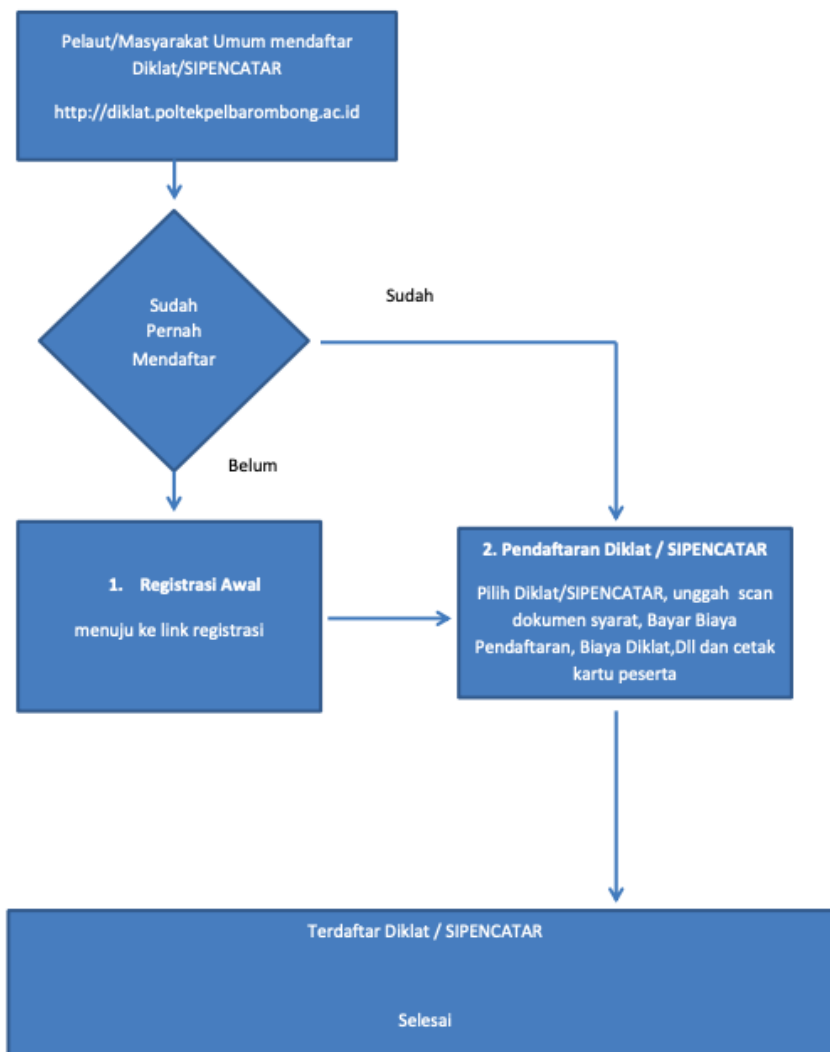 Pelaut/Masyarakat Umum mendaftar
Diklat/SIPENCATAR
http://diklat.poltekpelbarombong.ac.id
Sudah
Pernah
Mendaftar
Sudah
Belum
1. Registrasi Awal
menuju ke link registrasi
2. Pendaftaran Diklat / SIPENCATAR
Pilih Diklat/SIPENCATAR, unggah scan
dokumen syarat, Bayar Biaya
Pendaftaran, Biaya Diklat,Dll dan cetak
kartu peserta
Terdaftar Diklat / SIPENCATAR
Selesai